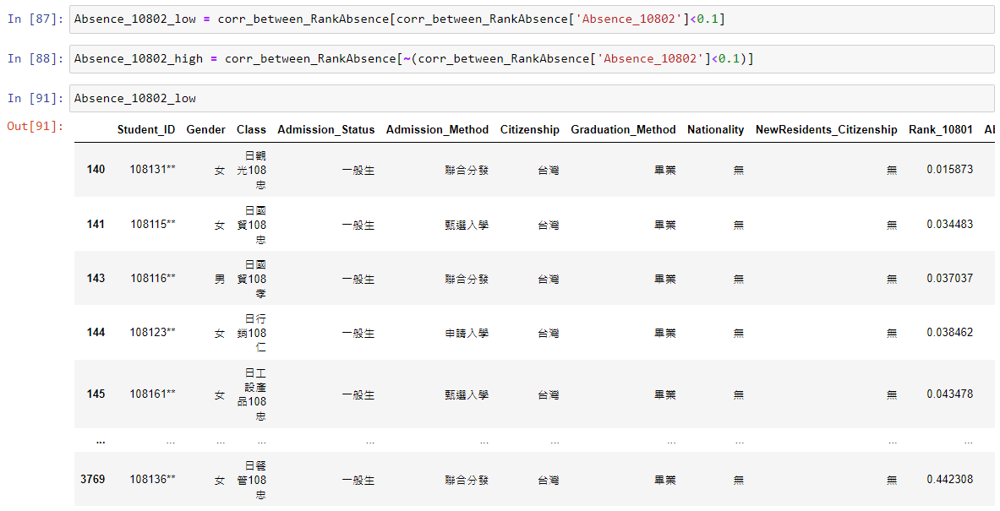 In [87]: Absence_10802_low = corr_between_RankAbsence[corr_between_RankAbsence['Absence_10802']<0.1]
In [88]: Absence_10802_high = corr_between_RankAbsence[~(corr_between_RankAbsence['Absence_10802']<0.1)]
In [91]: Absence_10802_low
Out[91]:
Student_ID Gender Class Admission_Status Admission_Method Citizenship Graduation_Method Nationality NewResidents_Citizenship Rank_10801 Al
日觀
140 108131** 女 光108 一般生 聯合分發 台灣 畢業 無 無 0.015873
忠
日國
141 108115** 女 貿108 一般生 甄選入學 台灣 畢業 無 無 0.034483
忠
日國
143 108116** 男 貿108 一般生 聯合分發 台灣 畢業 無 無 0.037037
孝
日行
144 108123** 女 銷108 一般生 申請入學 台灣 畢業 無 無 0.038462
仁
日工
設產
145 108161** 女 品108 一般生 甄選入學 台灣 畢業 無 無 0.043478
忠
... ... ... ... ... ... ... ... ... ... ...
日餐
3769 108136** 女 管108 一般生 聯合分發 台灣 畢業 無 無 0.442308
忠